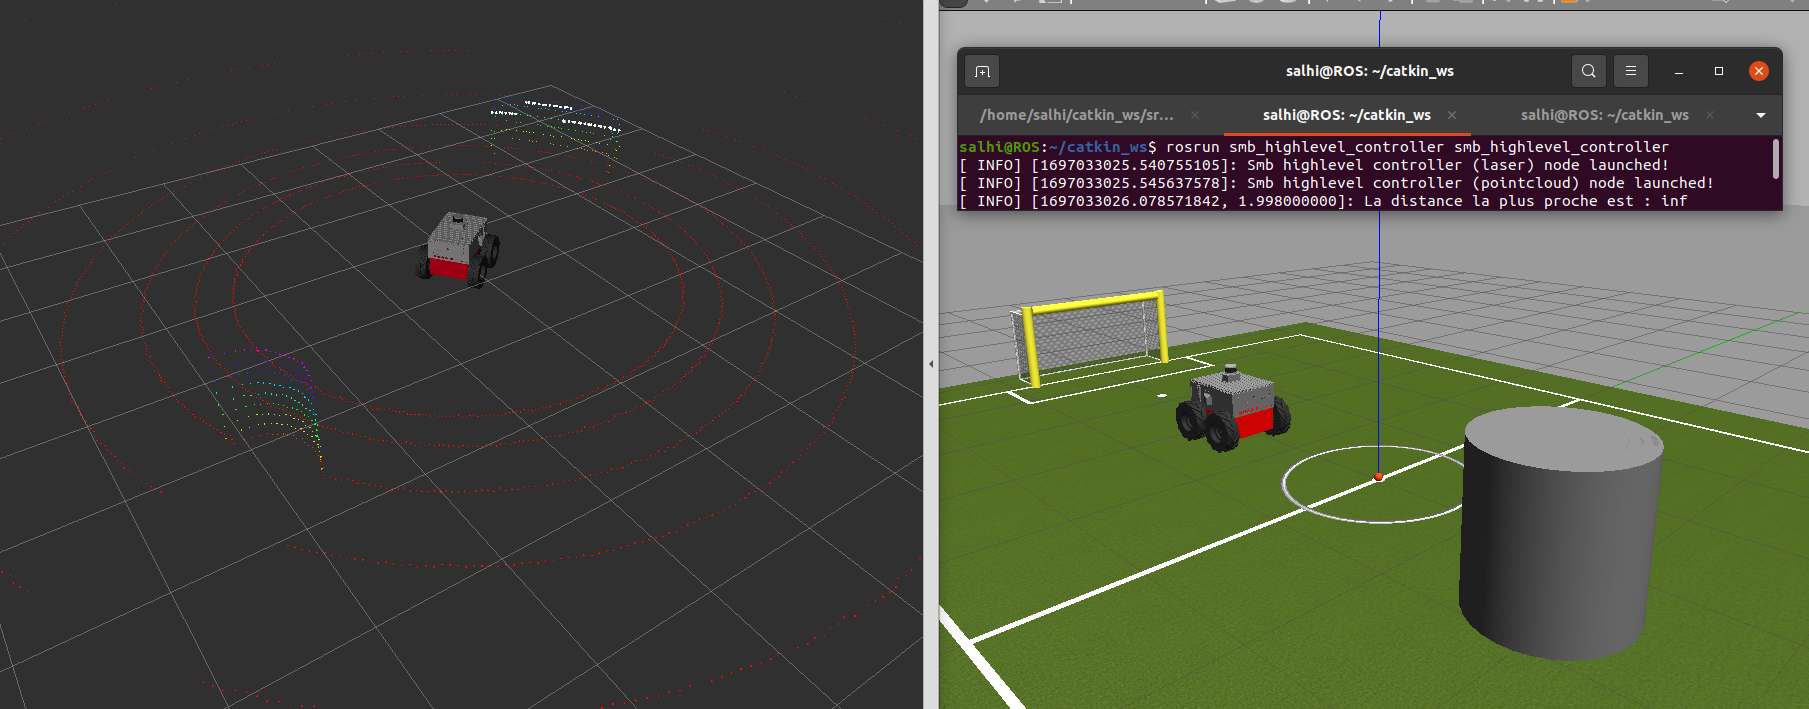 salhi@ROS: ~/catkin_ws
/home/salhi/catkin_ws/sr...
salhi@ROS: ~/catkin_ws
salhi@ROS: ~/catkin_ws
salhi@ROS:~/catkin_ws$ rosrun smb_highlevel_controller smb_highlevel_controller
[ INFO] [1697033025.540755105]: Smb highlevel controller (laser) node launched!
[ INFO] [1697033025.545637578]: Smb highlevel controller (pointcloud) node launched!
[ INFO] [1697033026.078571842, 1.998000000]: La distance la plus proche est : inf